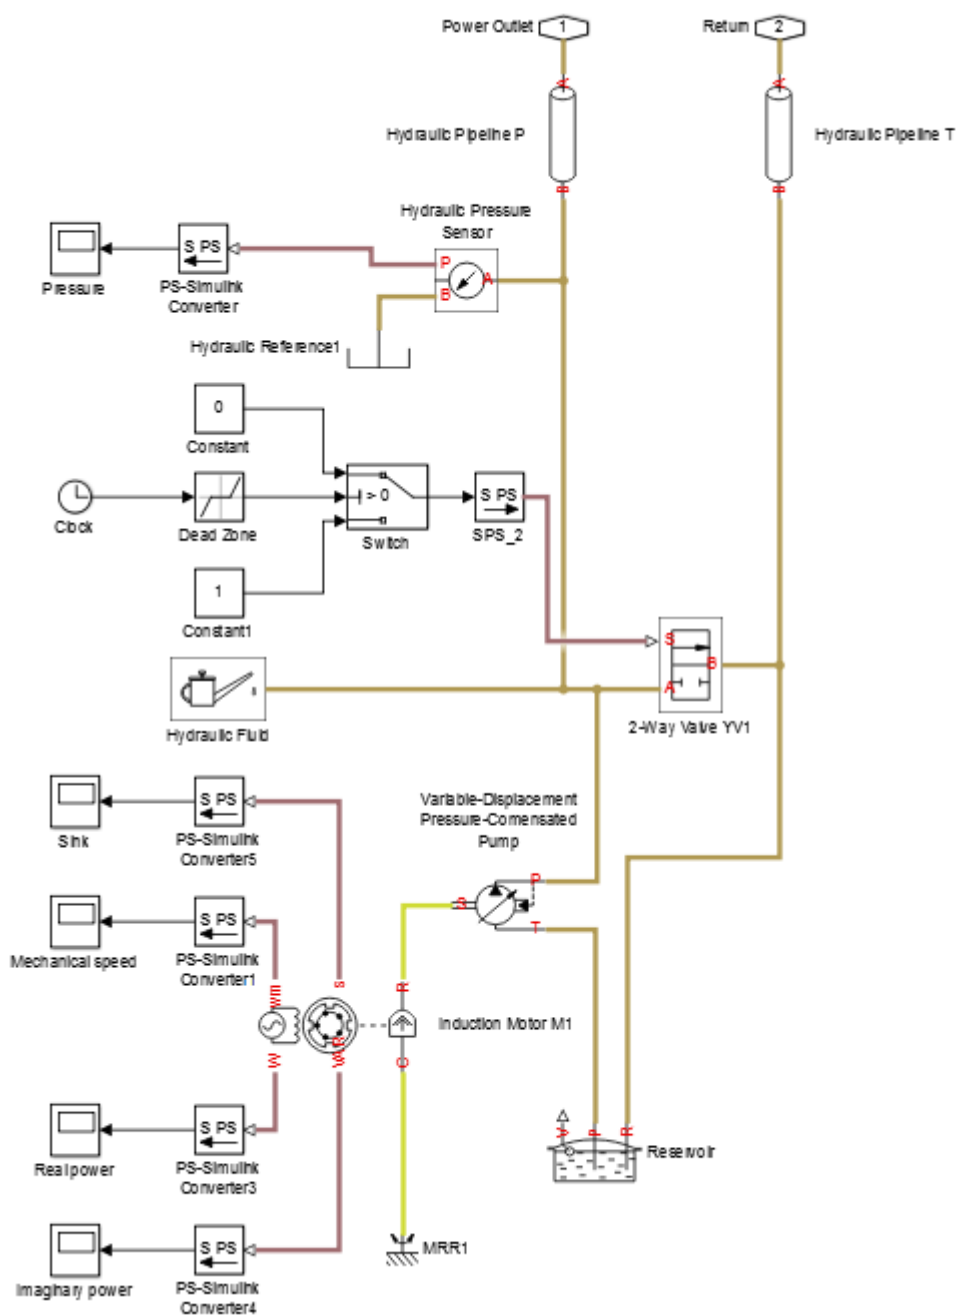 Power Outlet 1 Return 2
A A
Hydraulic Pipeline P Hydraulic Pipeline T
B B
Hydraulic Pressure
Sensor
S PS P A
B
Pressure PS-Simulink
Converter
Hydraulic Reference1
0
Constant
> 0 S PS
Clock Dead Zone Switch SPS_2
1
Constant1
S
B
A
Hydraulic Fluid 2-Way Valve YV1
S PS
Sink PS-Simulink
Converter5
Variable-Displacement
Pressure-Comensated
Pump
P
S
T
S PS
Mechanical speed PS-Simulink
Converter1
wm s R
Induction Motor M1
W VAR C
S PS
Real power PS-Simulink
Converter3
V P R
Reservoir
S PS
MRR1
Imaginary power PS-Simulink
Converter4